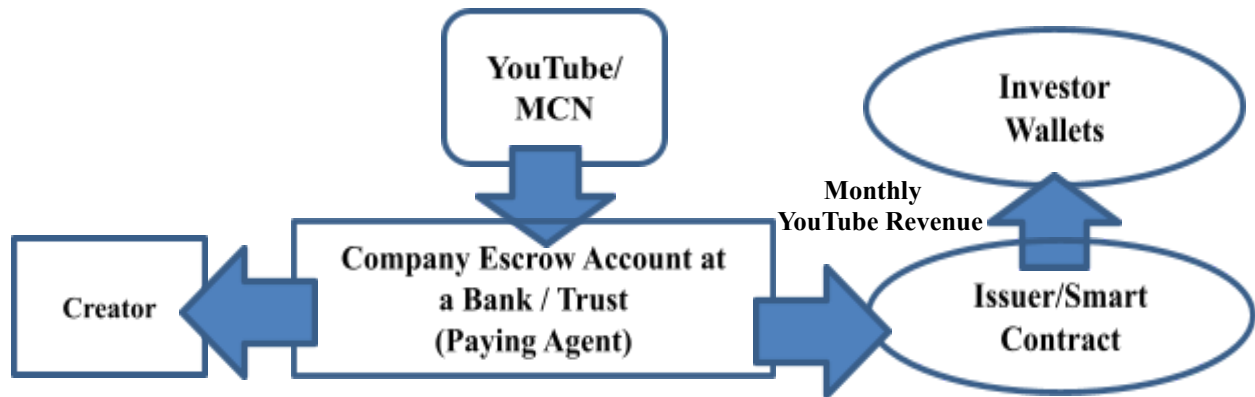 YouTube/
MCN
Investor
Wallets
Monthly
YouTube Revenue
Creator
Company Escrow Account at
a Bank / Trust
(Paying Agent)
Issuer/Smart
Contract